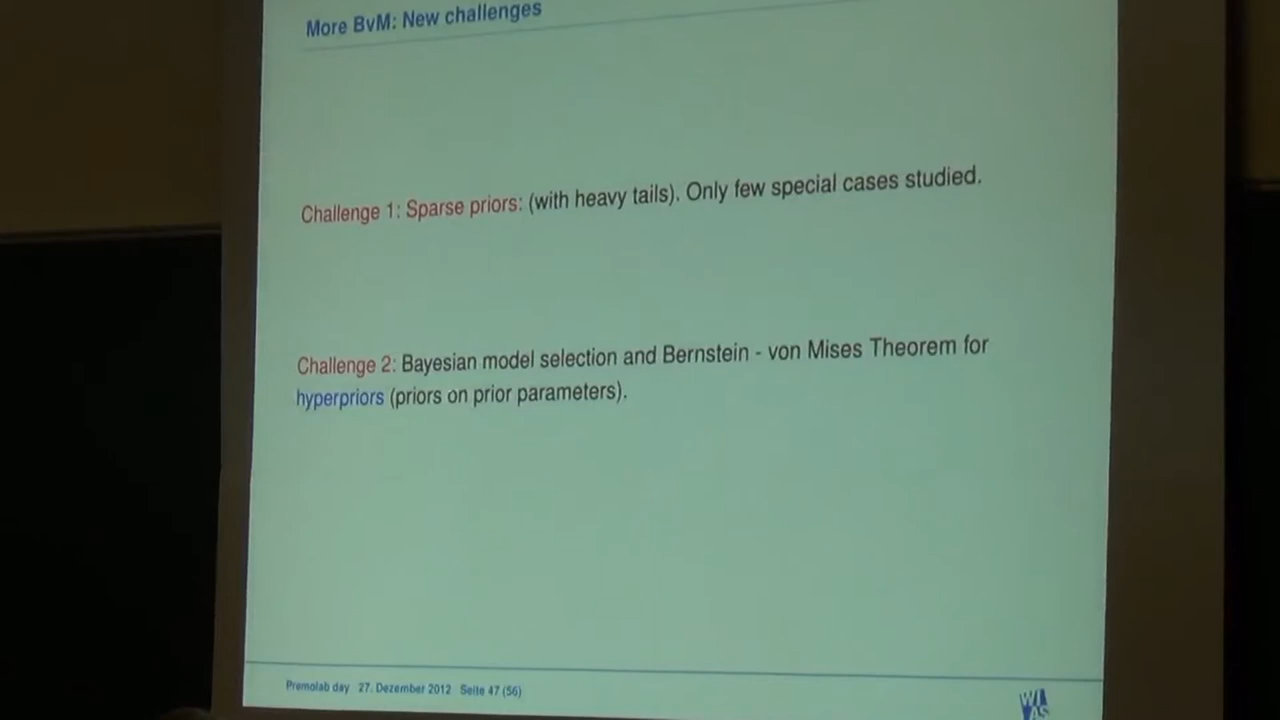 More BvM: New challenges
Challenge 1: Sparse priors: (with heavy tails). Only few special cases studied.
Challenge 2: Bayesian model selection and Bernstein - von Mises Theorem for
hyperpriors (priors on prior parameters).
Premolab day 27. Dezember 2012 Seite 47 (56)
WIAS